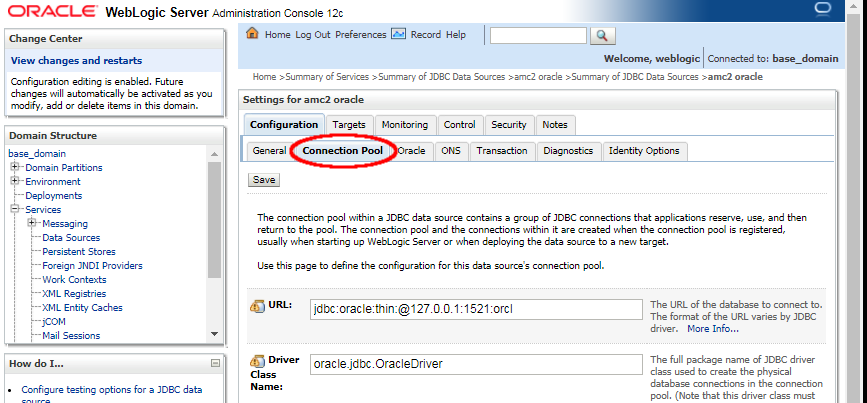 ORACLE WebLogic Server Administration Console 12c
Change Center
View changes and restarts
Configuration editing is enabled. Future
changes will automatically be activated as you
modify, add or delete items in this domain.
Domain Structure
base_domain
Domain Partitions
Environment
Deployments
Services
Messaging
Data Sources
Persistent Stores
Foreign JNDI Providers
Work Contexts
XML Registries
XML Entity Caches
jCOM
Mail Sessions
How do I...
Configure testing options for a JDBC data
source
Home Log Out Preferences Record Help
Welcome, weblogic Connected to: base_domain
Home >Summary of Services >Summary of JDBC Data Sources >amc2 oracle >Summary of JDBC Data Sources >amc2 oracle
Settings for amc2 oracle
Configuration Targets Monitoring Control Security Notes
General Connection Pool Oracle ONS Transaction Diagnostics Identity Options
Save
The connection pool within a JDBC data source contains a group of JDBC connections that applications reserve, use, and then
return to the pool. The connection pool and the connections within it are created when the connection pool is registered,
usually when starting up WebLogic Server or when deploying the data source to a new target.
Use this page to define the configuration for this data source's connection pool.
URL:
jdbc:oracle:thin:@127.0.0.1:1521:orcl
The URL of the database to connect to.
The format of the URL varies by JDBC
driver. More Info...
Driver
Class
Name:
oracle.jdbc.OracleDriver
The full package name of JDBC driver
class used to create the physical
database connections in the connection
pool. (Note that this driver class must